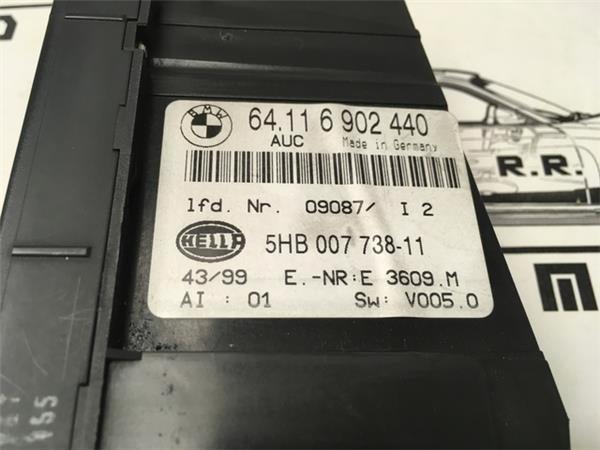 BMW
64.11 6 902 440
AUC Made in Germany
lfd. Nr. 09087/ I 2
HELLA 5HB 007 738-11
43/99 E.-NR:E 3609.M
AI : 01 Sw: V005.0
R.R.